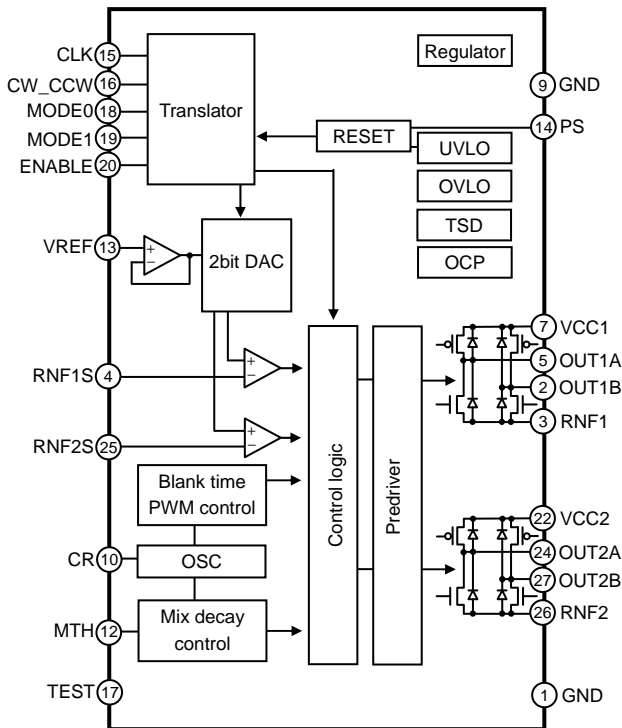 CLK 15
CW_CCW 16
MODE0 18
MODE1 19
ENABLE 20
Translator
Regulator
9 GND
14 PS
RESET
UVLO
OVLO
TSD
OCP
VREF 13
+
−
2bit DAC
7 VCC1
5 OUT1A
2 OUT1B
3 RNF1
RNF1S 4
+
−
RNF2S 25
+
−
Control logic
Predriver
Blank time
PWM control
CR 10
OSC
MTH 12
Mix decay
control
22 VCC2
24 OUT2A
27 OUT2B
26 RNF2
TEST 17
1 GND